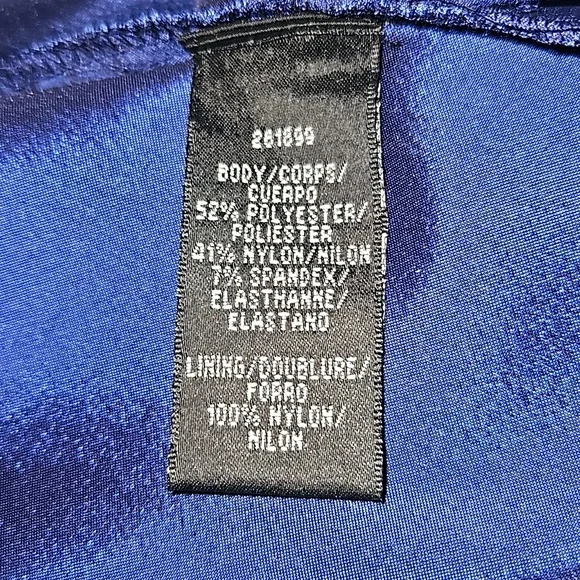 281899
BODY/CORPS/
CUERPO
52% POLYESTER/
POLIESTER
41% NYLON/NILON
7% SPANDEX/
ELASTHANNE/
ELASTANO
LINING/DOUBLURE/
FORRO
100% NYLON/
NILON